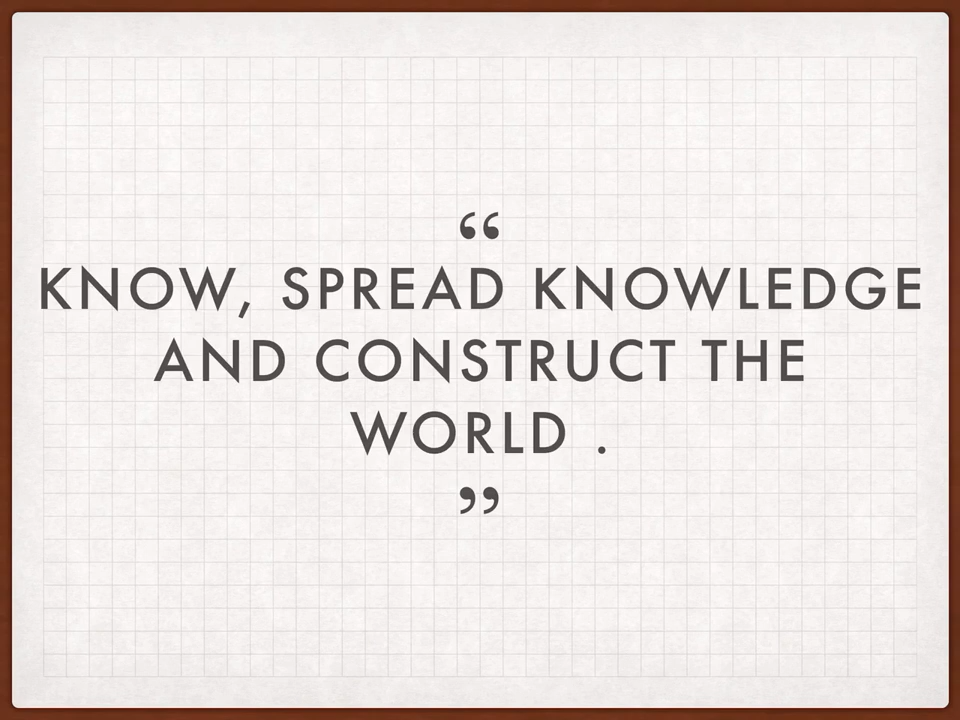 “
KNOW, SPREAD KNOWLEDGE
AND CONSTRUCT THE
WORLD .
”